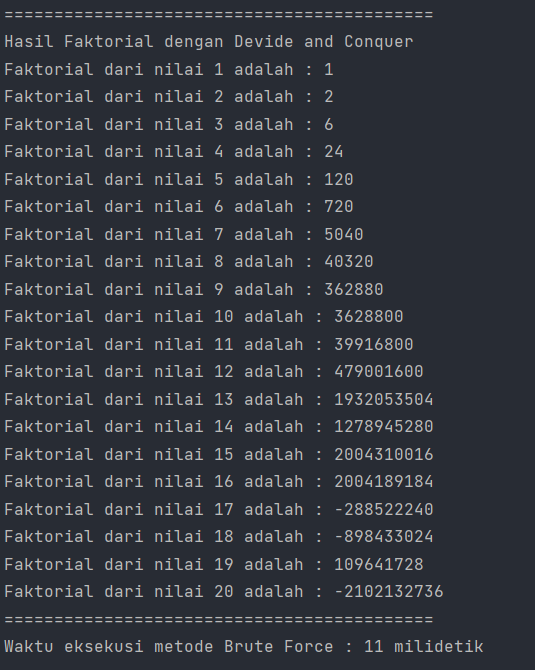 ===========================================
Hasil Faktorial dengan Devide and Conquer
Faktorial dari nilai 1 adalah : 1
Faktorial dari nilai 2 adalah : 2
Faktorial dari nilai 3 adalah : 6
Faktorial dari nilai 4 adalah : 24
Faktorial dari nilai 5 adalah : 120
Faktorial dari nilai 6 adalah : 720
Faktorial dari nilai 7 adalah : 5040
Faktorial dari nilai 8 adalah : 40320
Faktorial dari nilai 9 adalah : 362880
Faktorial dari nilai 10 adalah : 3628800
Faktorial dari nilai 11 adalah : 39916800
Faktorial dari nilai 12 adalah : 479001600
Faktorial dari nilai 13 adalah : 1932053504
Faktorial dari nilai 14 adalah : 1278945280
Faktorial dari nilai 15 adalah : 2004310016
Faktorial dari nilai 16 adalah : 2004189184
Faktorial dari nilai 17 adalah : -288522240
Faktorial dari nilai 18 adalah : -898433024
Faktorial dari nilai 19 adalah : 109641728
Faktorial dari nilai 20 adalah : -2102132736
===========================================
Waktu eksekusi metode Brute Force : 11 milidetik